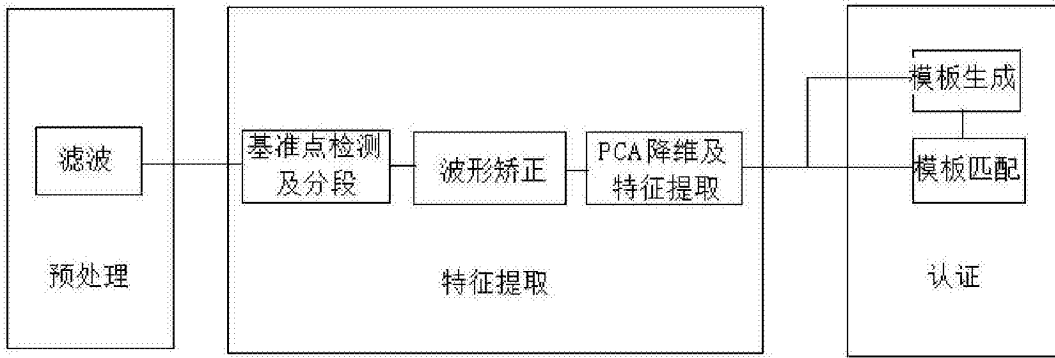 滤波
预处理
基准点检测
及分段
波形矫正
PCA降维及
特征提取
特征提取
模板生成
模板匹配
认证